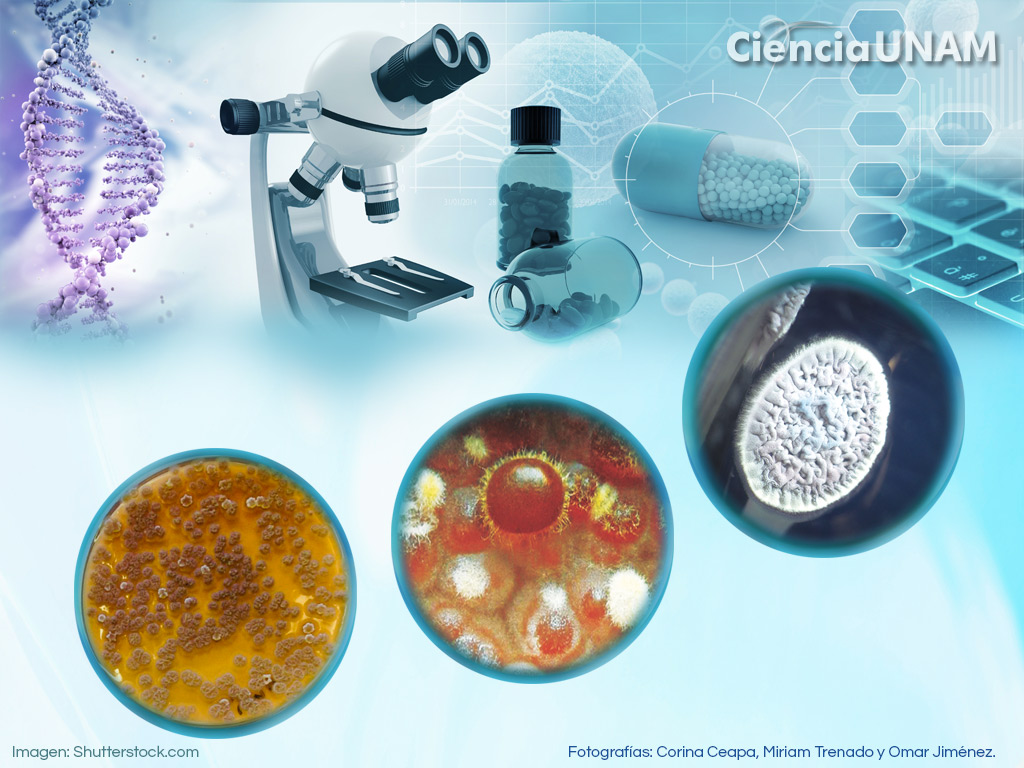 CienciaUNAM
Imagen: Shutterstock.com
Fotografías: Corina Ceapa, Miriam Trenado y Omar Jiménez.